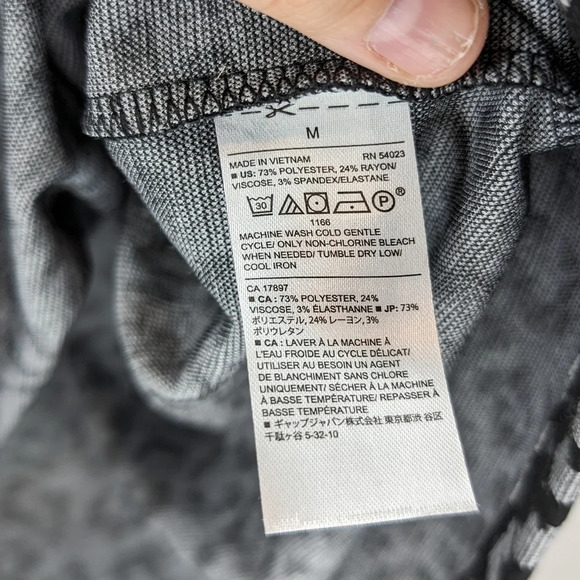 M
MADE IN VIETNAM RN 54023
■ US: 73% POLYESTER, 24% RAYON/
VISCOSE, 3% SPANDEX/ELASTANE
30 P ®
1166
MACHINE WASH COLD GENTLE
CYCLE/ ONLY NON-CHLORINE BLEACH
WHEN NEEDED/ TUMBLE DRY LOW/
COOL IRON
CA 17897
■ CA : 73% POLYESTER, 24%
VISCOSE, 3% ÉLASTHANNE ■ JP: 73%
ポリエステル, 24% レーヨン, 3%
ポリウレタン
■ CA : LAVER À LA MACHINE À
L'EAU FROIDE AU CYCLE DÉLICAT/
UTILISER AU BESOIN UN AGENT
DE BLANCHIMENT SANS CHLORE
UNIQUEMENT/ SÉCHER À LA MACHINE
À BASSE TEMPÉRATURE/ REPASSER À
BASSE TEMPÉRATURE
■ ギャップジャパン㈱ 東京都渋 谷区
千駄ヶ谷 5-32-10